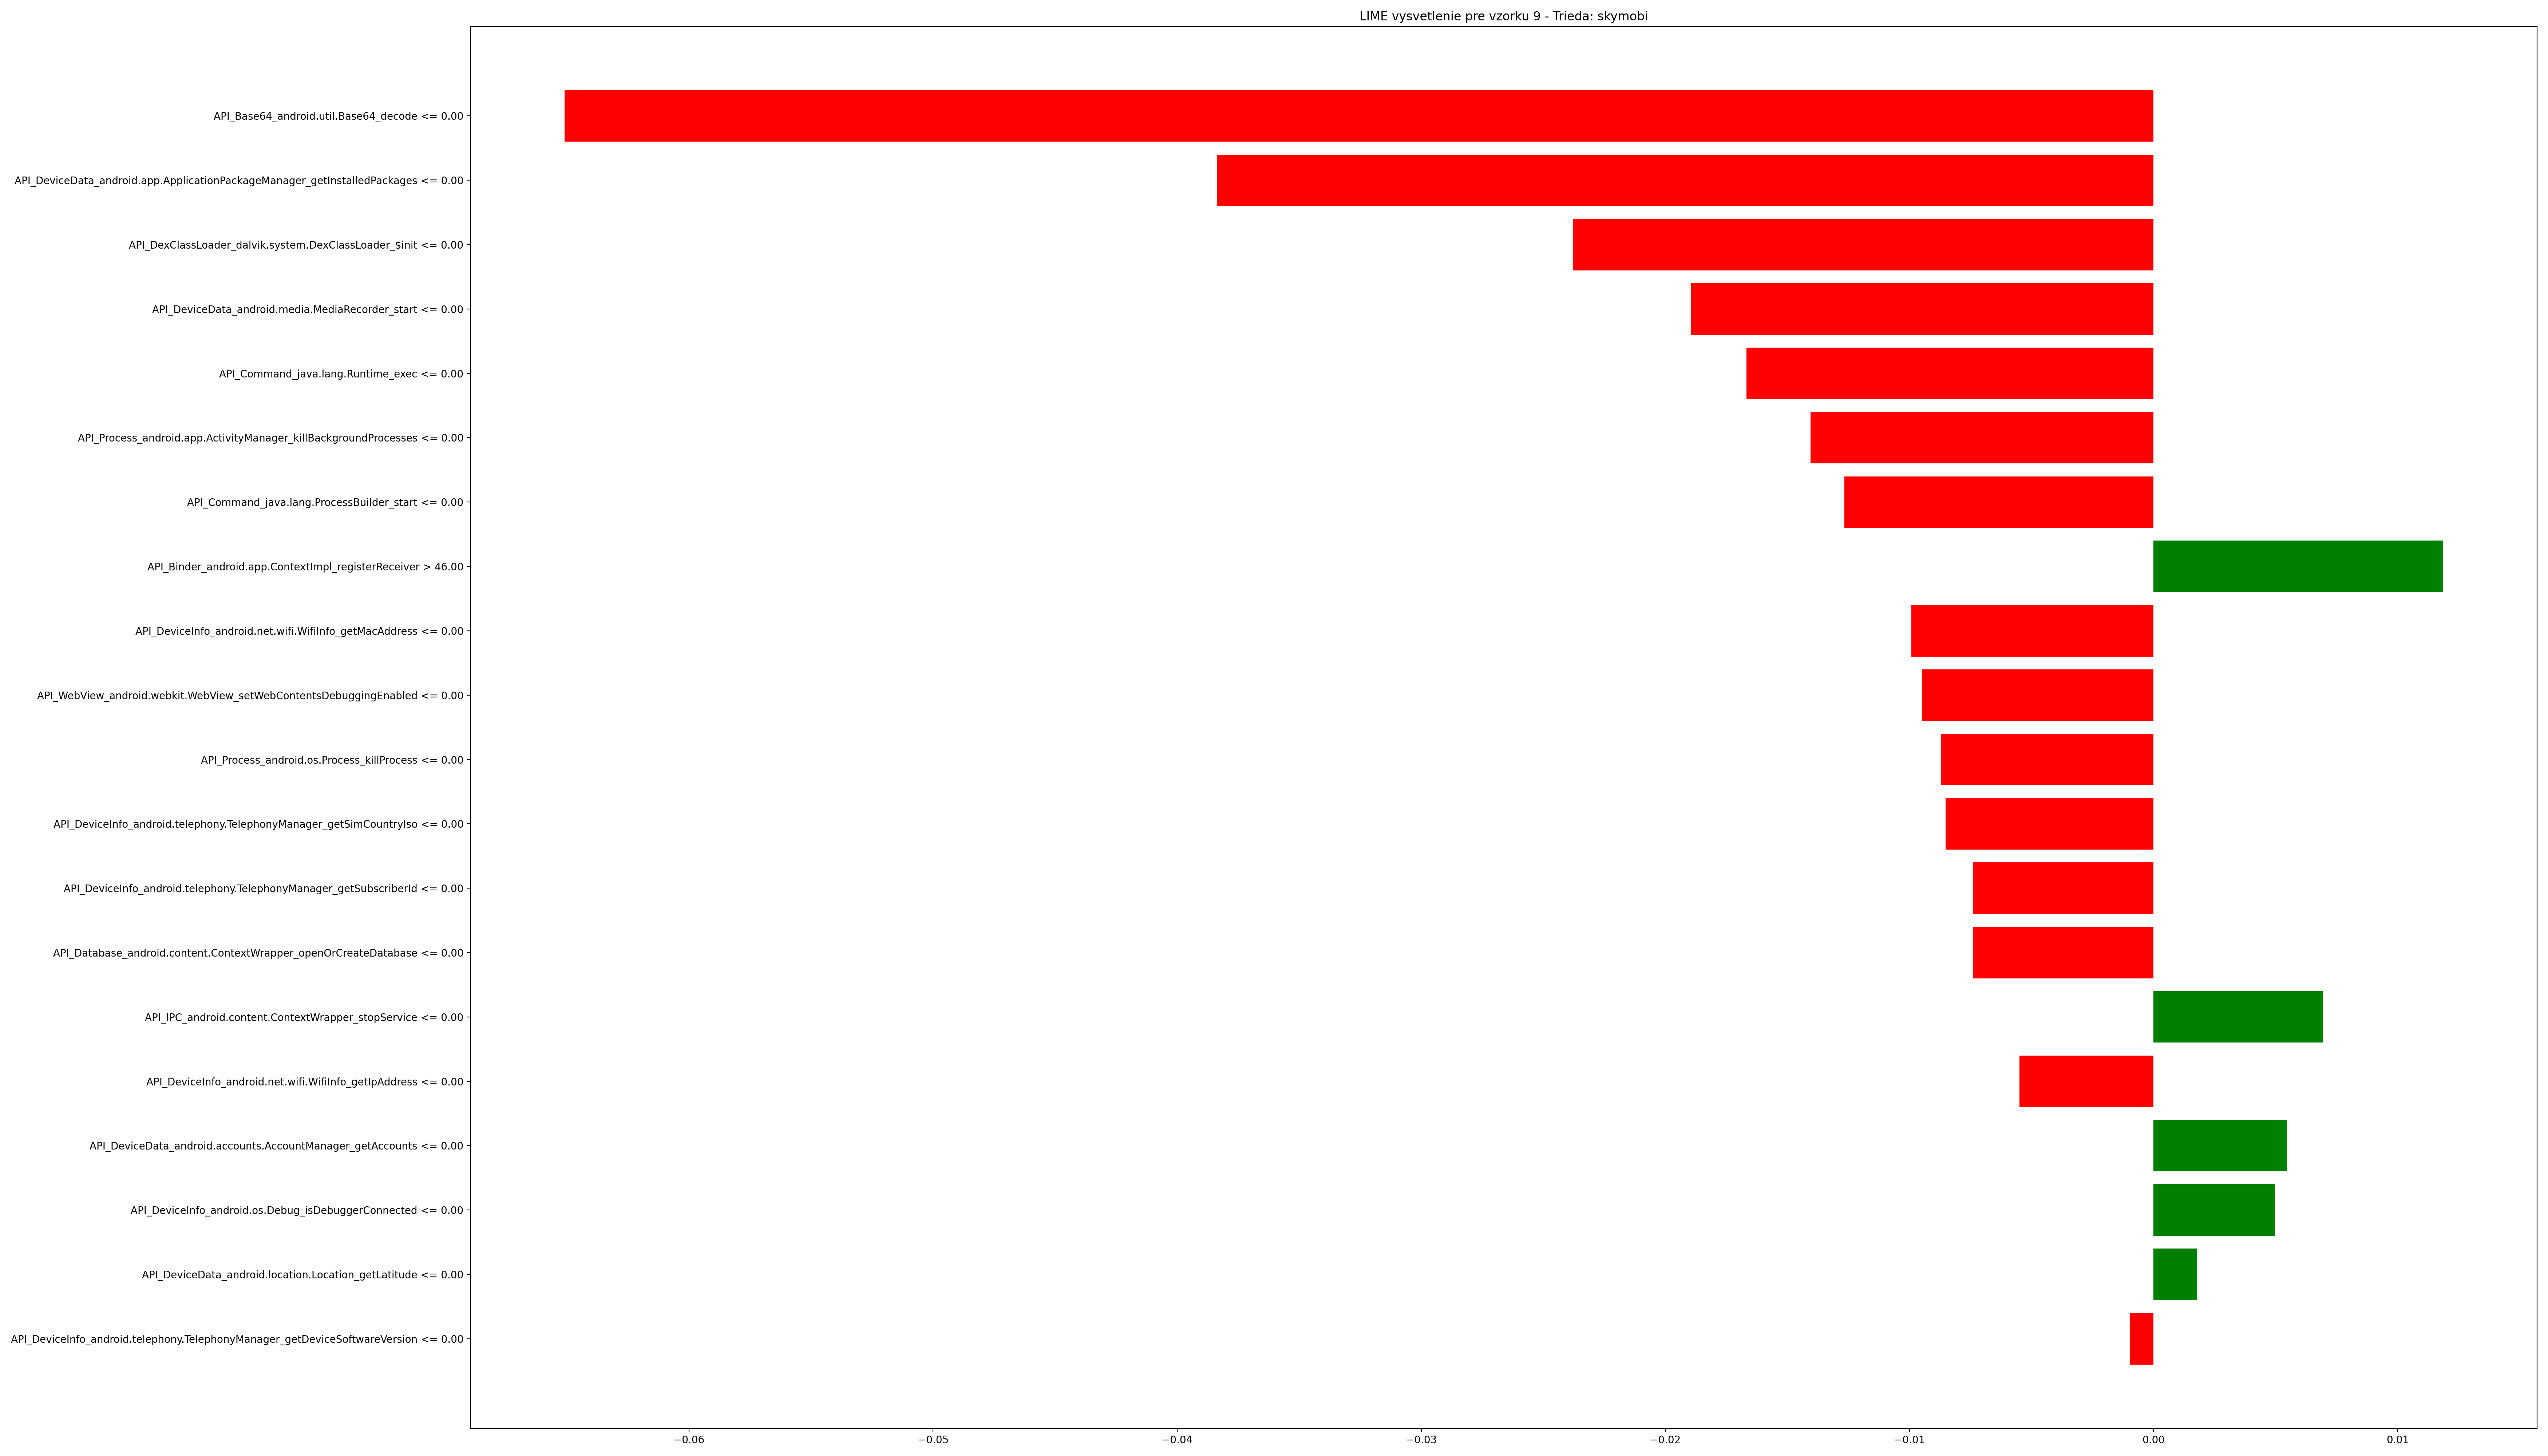 LIME vysvetlenie pre vzorku 9 - Trieda: skymobi
API_Base64_android.util.Base64_decode <= 0.00
API_DeviceData_android.app.ApplicationPackageManager_getInstalledPackages <= 0.00
API_DexClassLoader_dalvik.system.DexClassLoader_$init <= 0.00
API_DeviceData_android.media.MediaRecorder_start <= 0.00
API_Command_java.lang.Runtime_exec <= 0.00
API_Process_android.app.ActivityManager_killBackgroundProcesses <= 0.00
API_Command_java.lang.ProcessBuilder_start <= 0.00
API_Binder_android.app.ContextImpl_registerReceiver > 46.00
API_DeviceInfo_android.net.wifi.WifiInfo_getMacAddress <= 0.00
API_WebView_android.webkit.WebView_setWebContentsDebuggingEnabled <= 0.00
API_Process_android.os.Process_killProcess <= 0.00
API_DeviceInfo_android.telephony.TelephonyManager_getSimCountryIso <= 0.00
API_DeviceInfo_android.telephony.TelephonyManager_getSubscriberId <= 0.00
API_Database_android.content.ContextWrapper_openOrCreateDatabase <= 0.00
API_IPC_android.content.ContextWrapper_stopService <= 0.00
API_DeviceInfo_android.net.wifi.WifiInfo_getIpAddress <= 0.00
API_DeviceData_android.accounts.AccountManager_getAccounts <= 0.00
API_DeviceInfo_android.os.Debug_isDebuggerConnected <= 0.00
API_DeviceData_android.location.Location_getLatitude <= 0.00
API_DeviceInfo_android.telephony.TelephonyManager_getDeviceSoftwareVersion <= 0.00
−0.06 −0.05 −0.04 −0.03 −0.02 −0.01 0.00 0.01